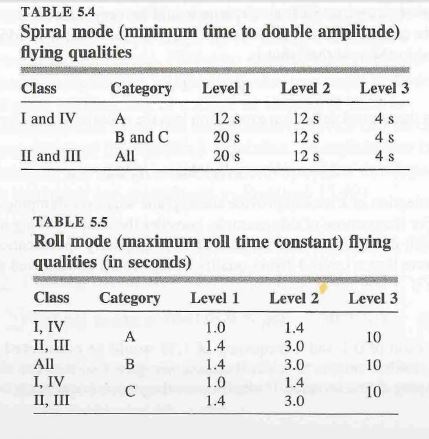 TABLE 5.4
Spiral mode (minimum time to double amplitude)
flying qualities
Class Category Level 1 Level 2 Level 3
I and IV A 12 s 12 s 4 s
B and C 20 s 12 s 4 s
II and III All 20 s 12 s 4 s
TABLE 5.5
Roll mode (maximum roll time constant) flying
qualities (in seconds)
Class Category Level 1 Level 2 Level 3
I, IV 1.0 1.4
A 10
II, III 1.4 3.0
All B 1.4 3.0 10
I, IV 1.0 1.4
C 10
II, III 1.4 3.0